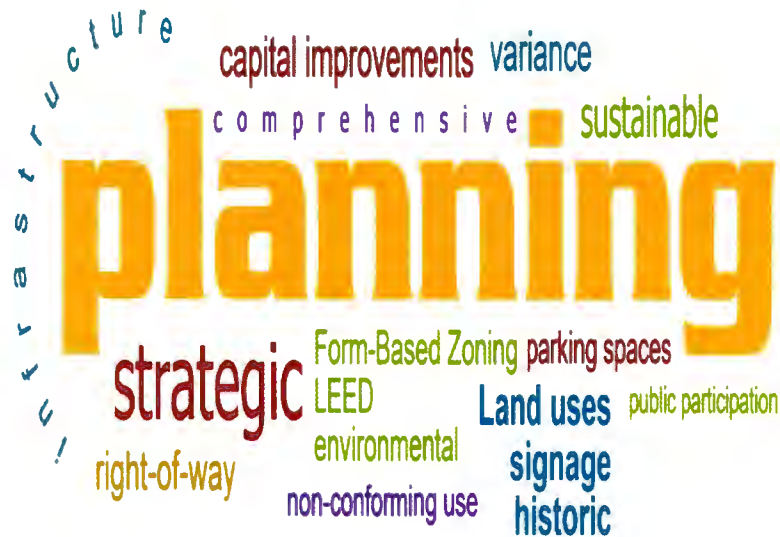 infrastructure
capital improvements
variance
comprehensive
sustainable
planning
strategic
Form-Based Zoning
parking spaces
LEED
Land uses
public participation
environmental
right-of-way
signage
non-conforming use
historic